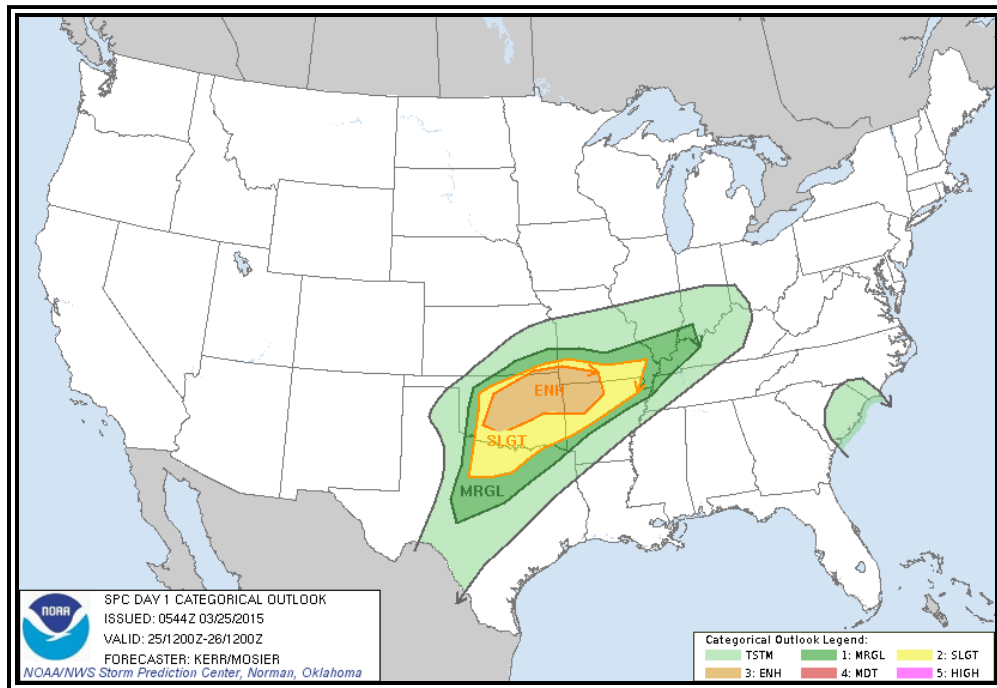 ENH
SLGT
MRGL
NOAA
SPC DAY 1 CATEGORICAL OUTLOOK
ISSUED: 0544Z 03/25/2015
VALID: 25/1200Z-26/1200Z
FORECASTER: KERR/MOSIER
NOAA/NWS Storm Prediction Center, Norman, Oklahoma
Categorical Outlook Legend:
TSTM 1: MRGL 2: SLGT
3: ENH 4: MDT 5: HIGH